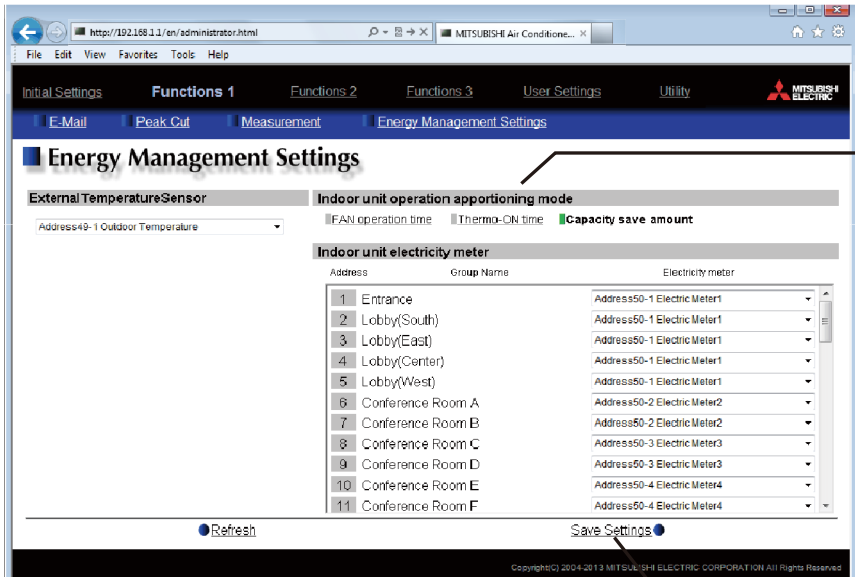 http://192.168.1.1/en/administrator.html
MITSUBISHI Air Conditione...
File Edit View Favorites Tools Help
Initial Settings Functions 1 Functions 2 Functions 3 User Settings Utility MITSUBISHI ELECTRIC
E-Mail Peak Cut Measurement Energy Management Settings
Energy Management Settings
External Temperature Sensor
Address49-1 Outdoor Temperature
Indoor unit operation apportioning mode
FAN operation time Thermo-ON time Capacity save amount
Indoor unit electricity meter
Address Group Name Electricity meter
1 Entrance Address50-1 Electric Meter1
2 Lobby(South) Address50-1 Electric Meter1
3 Lobby(East) Address50-1 Electric Meter1
4 Lobby(Center) Address50-1 Electric Meter1
5 Lobby(West) Address50-1 Electric Meter1
6 Conference Room A Address50-2 Electric Meter2
7 Conference Room B Address50-2 Electric Meter2
8 Conference Room C Address50-3 Electric Meter3
9 Conference Room D Address50-3 Electric Meter3
10 Conference Room E Address50-4 Electric Meter4
11 Conference Room F Address50-4 Electric Meter4
Refresh Save Settings
Copyright(C) 2004-2013 MITSUBISHI ELECTRIC CORPORATION All Rights Reserved